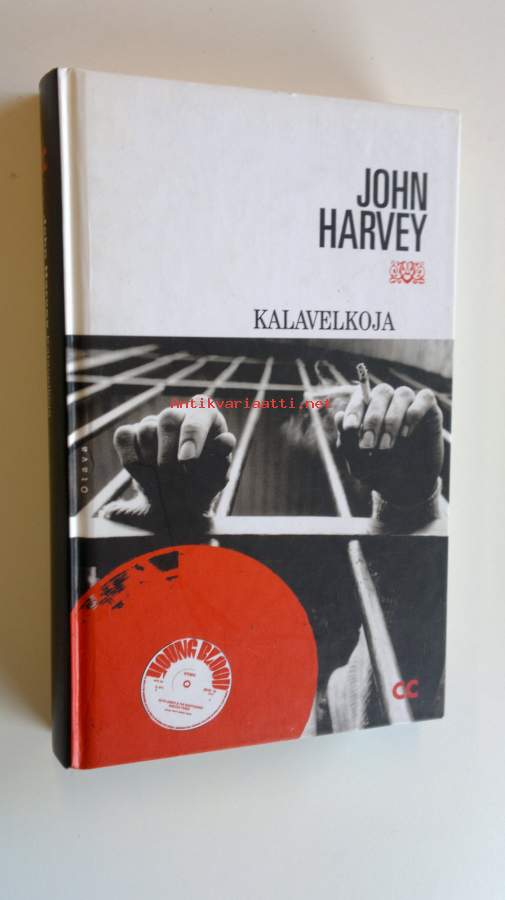 JOHN
HARVEY
KALAVELKOJA
Antikvariaatti.net
Otava
YOUNG BLOOD
CC